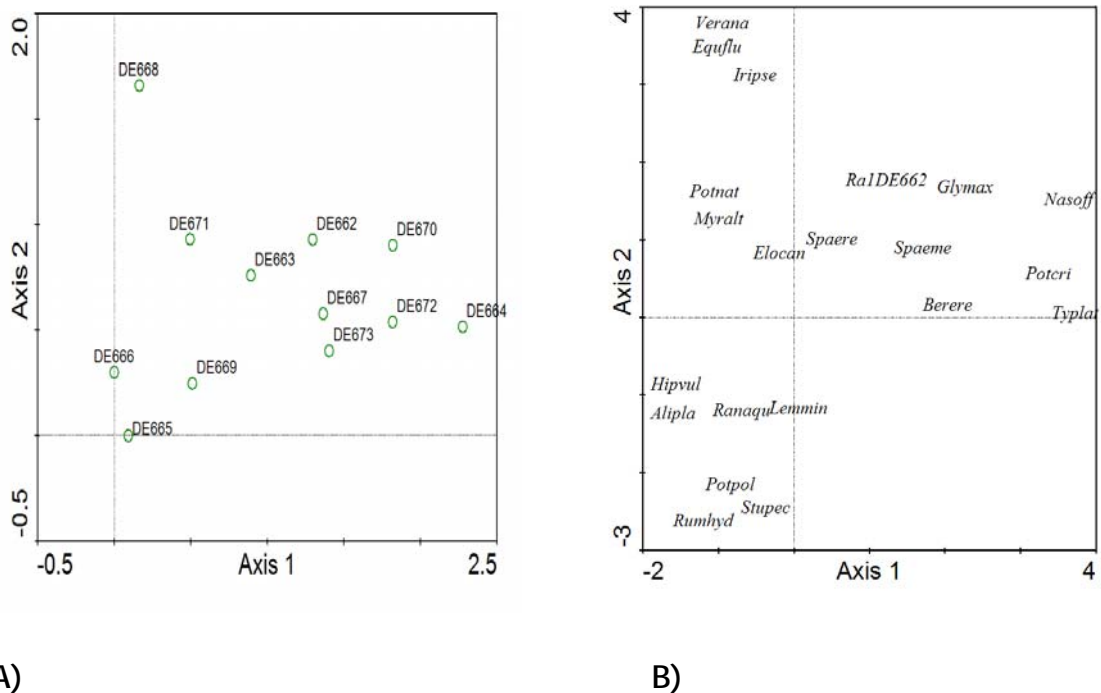 2.0
DE668
DE671
DE662
DE670
DE663
DE667
DE672
DE664
DE673
DE666
DE669
DE665
Axis 2
-0.5
-0.5
Axis 1
2.5
A)
4
Verana
Equflu
Iripse
Ra1DE662
Glymax
Potnat
Nasoff
Myralt
Spaere
Elocan
Spaeme
Potcri
Berere
Typlat
Hipvul
Alipla
Ranaqu
Lemmin
Potpol
Stupec
Rumhyd
Axis 2
-3
-2
Axis 1
4
B)